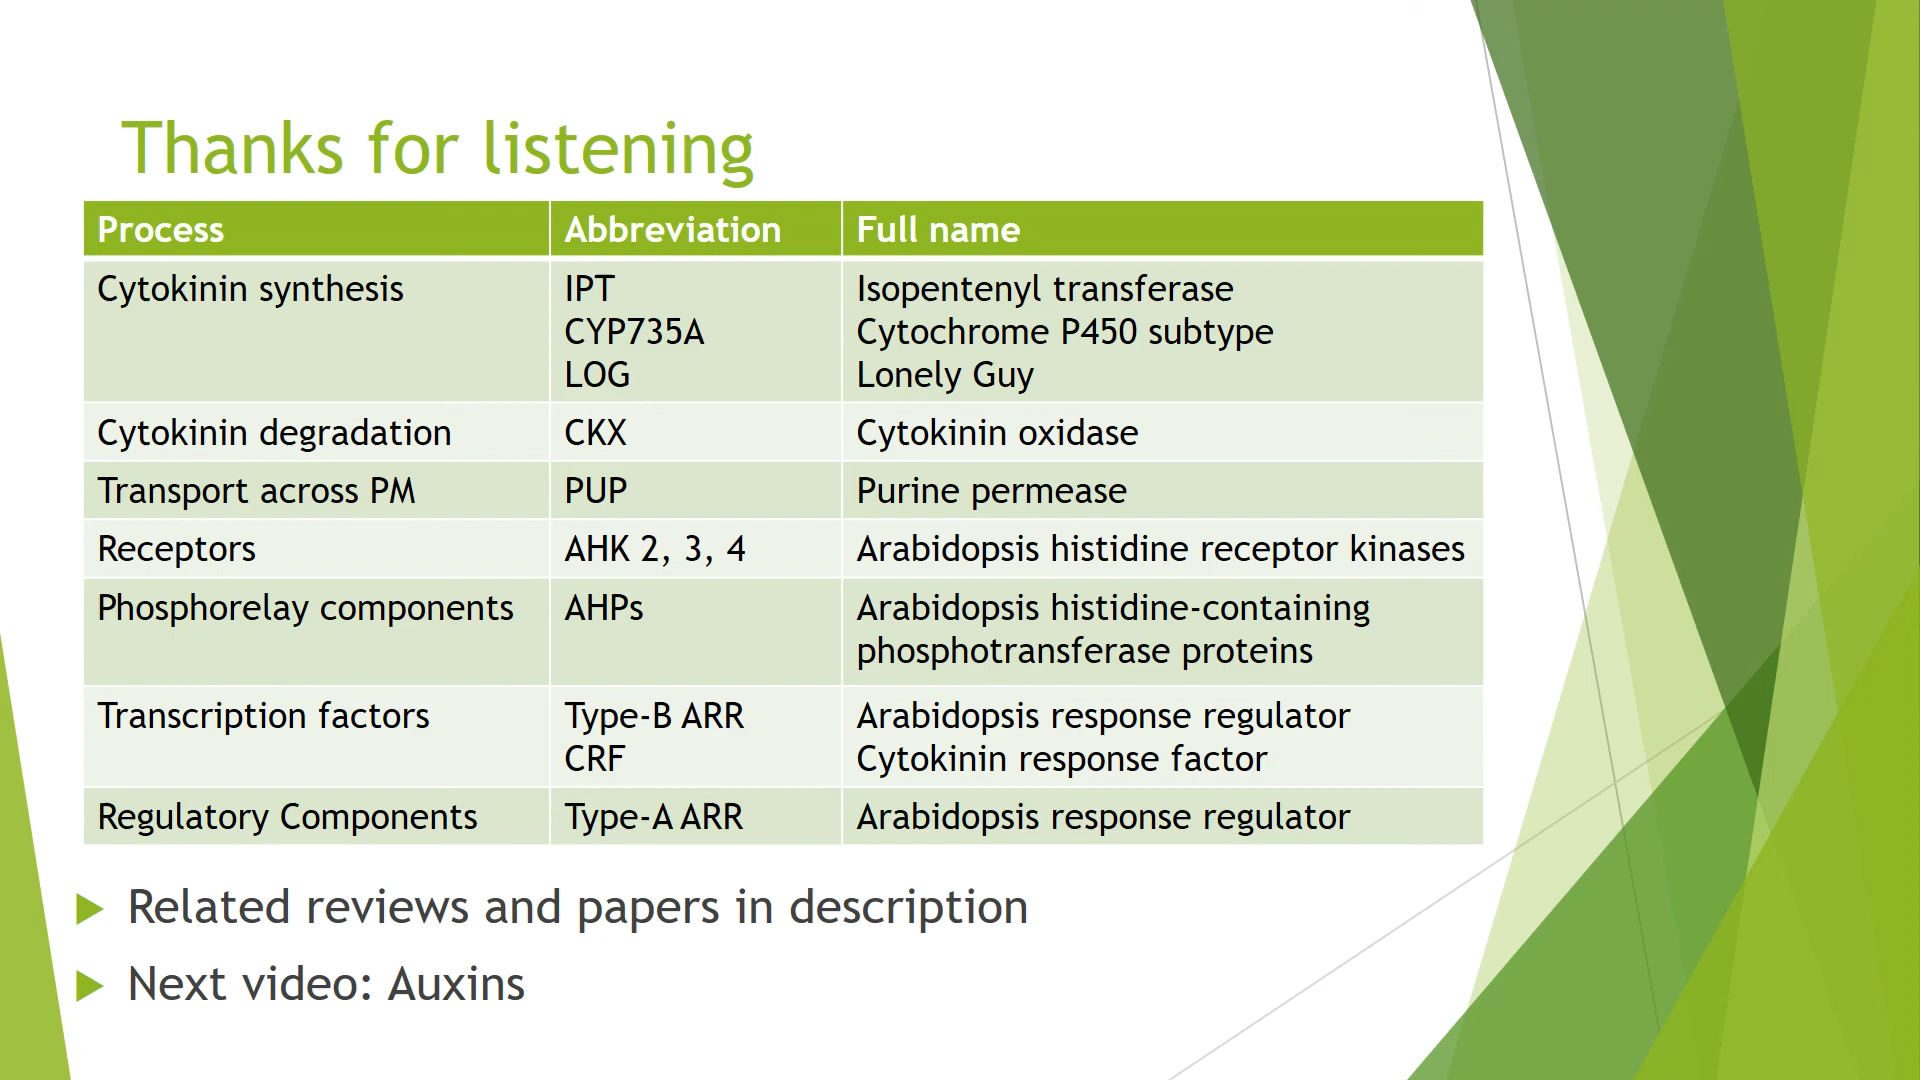 Thanks for listening
Process Abbreviation Full name
Cytokinin synthesis IPT Isopentenyl transferase
CYP735A Cytochrome P450 subtype
LOG Lonely Guy
Cytokinin degradation CKX Cytokinin oxidase
Transport across PM PUP Purine permease
Receptors AHK 2, 3, 4 Arabidopsis histidine receptor kinases
Phosphorelay components AHPs Arabidopsis histidine-containing
phosphotransferase proteins
Transcription factors Type-B ARR Arabidopsis response regulator
CRF Cytokinin response factor
Regulatory Components Type-A ARR Arabidopsis response regulator
Related reviews and papers in description
Next video: Auxins